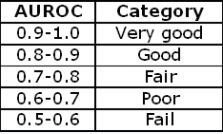 AUROC Category
0.9-1.0 Very good
0.8-0.9 Good
0.7-0.8 Fair
0.6-0.7 Poor
0.5-0.6 Fail